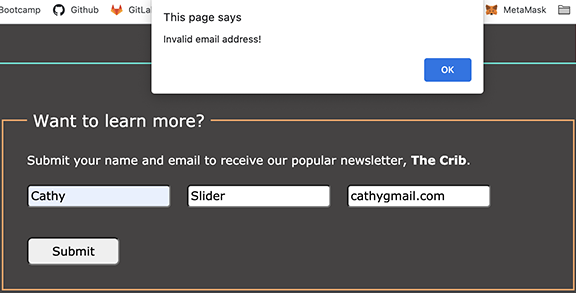 Bootcamp Github GitLa MetaMask
This page says
Invalid email address!
OK
Want to learn more?
Submit your name and email to receive our popular newsletter, The Crib.
Cathy Slider cathygmail.com
Submit